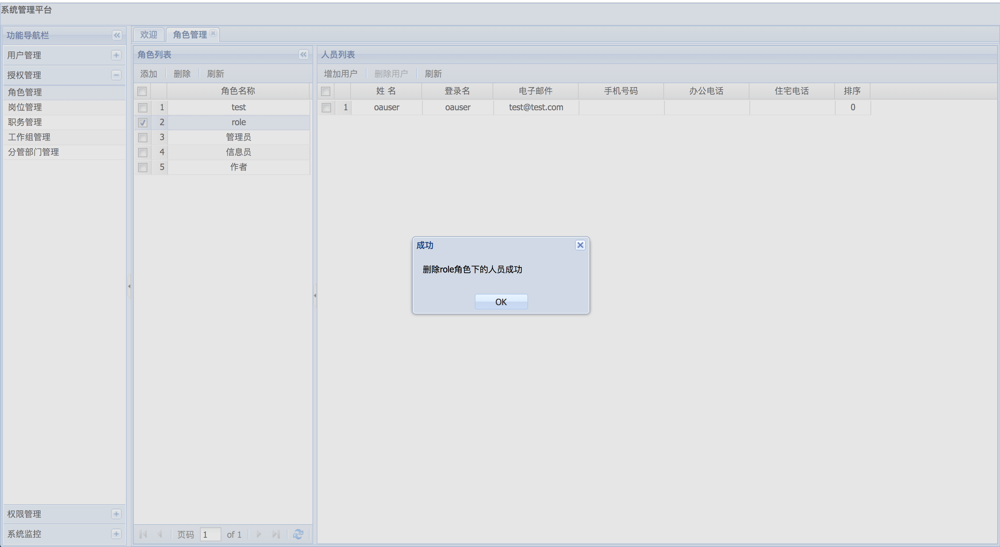 系统管理平台
功能导航栏
用户管理
授权管理
角色管理
岗位管理
职务管理
工作组管理
分管部门管理
权限管理
系统监控
欢迎 角色管理
角色列表
添加 删除 刷新
角色名称
1 test
2 role
3 管理员
4 信息员
5 作者
页码 1 of 1
人员列表
增加用户 删除用户 刷新
姓 名 登录名 电子邮件 手机号码 办公电话 住宅电话 排序
1 oauser oauser test@test.com 0
成功
删除role角色下的人员成功
OK